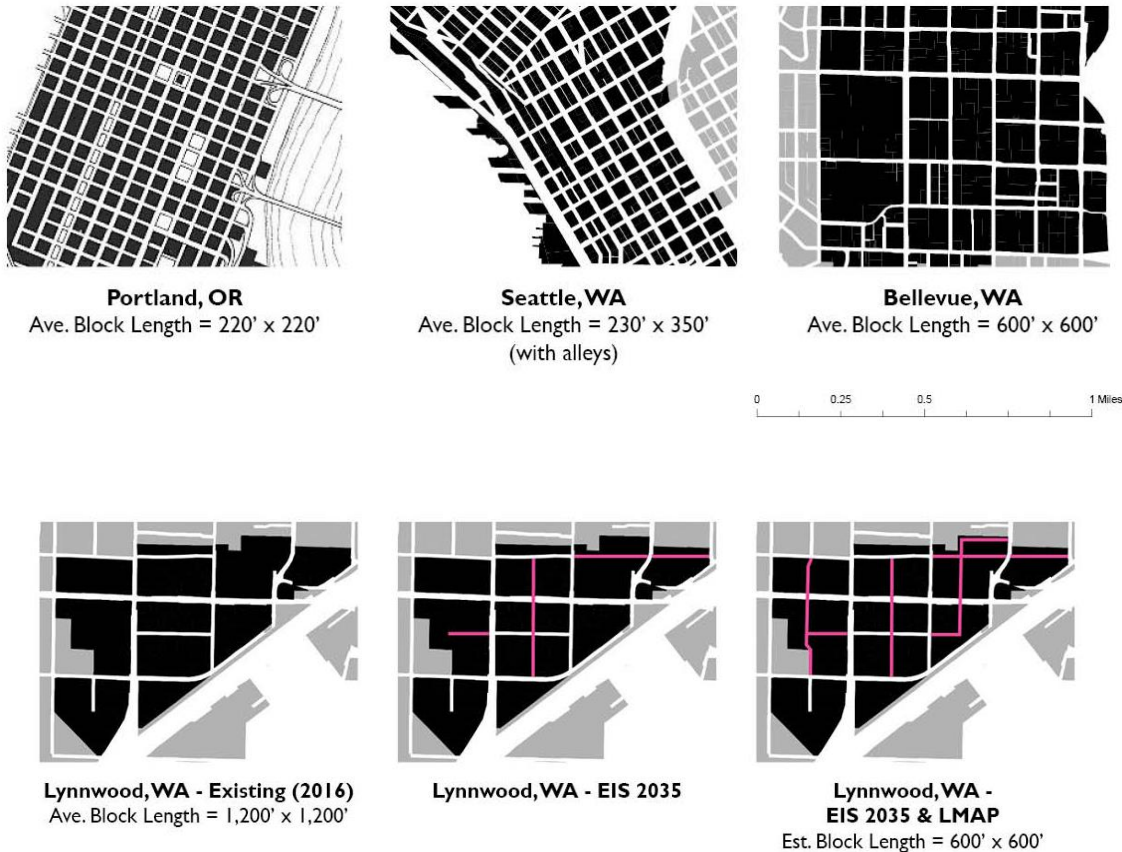 Portland, OR
Ave. Block Length = 220' x 220'
Seattle, WA
Ave. Block Length = 230' x 350'
(with alleys)
Bellevue, WA
Ave. Block Length = 600' x 600'
0 0.25 0.5 1 Miles
Lynnwood, WA - Existing (2016)
Ave. Block Length = 1,200' x 1,200'
Lynnwood, WA - EIS 2035
Lynnwood, WA -
EIS 2035 & LMAP
Est. Block Length = 600' x 600'